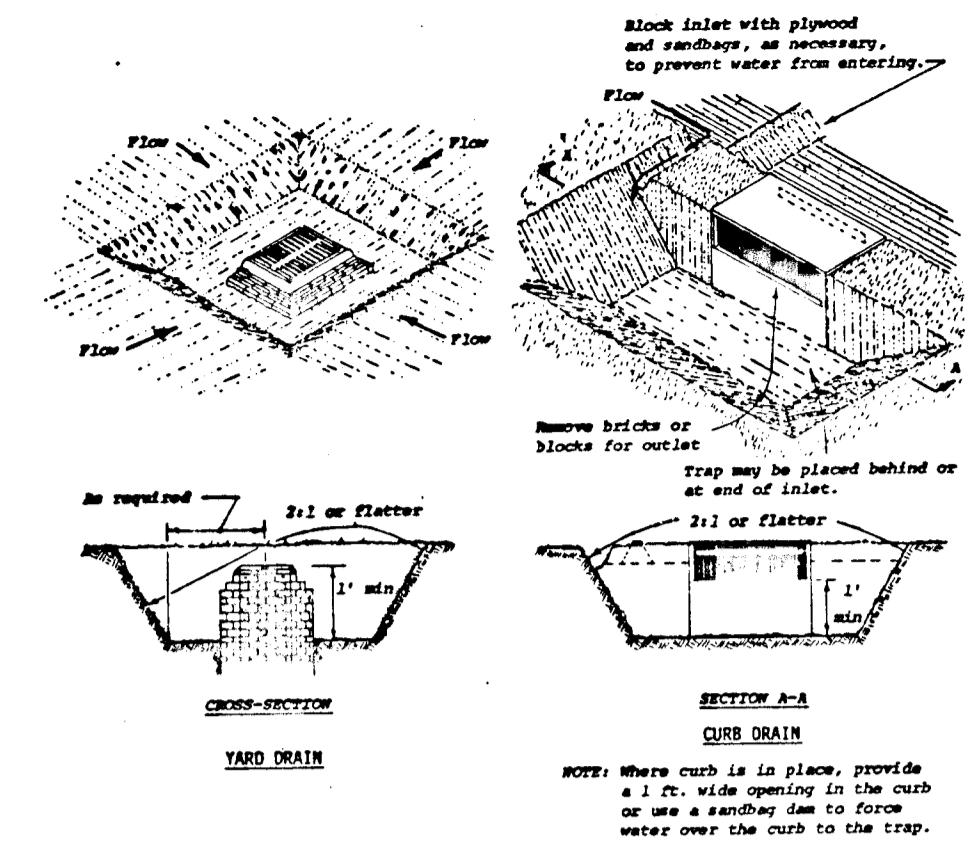 Block inlet with plywood
and sandbags, as necessary,
to prevent water from entering.
Flow
Flow
Flow
Flow
Flow
A
A
Remove bricks or
blocks for outlet
Trap may be placed behind or
at end of inlet.
As required
2:1 or flatter
1' min
CROSS-SECTION
YARD DRAIN
2:1 or flatter
1'
min
SECTION A-A
CURB DRAIN
NOTE: Where curb is in place, provide
a 1 ft. wide opening in the curb
or use a sandbag dam to force
water over the curb to the trap.